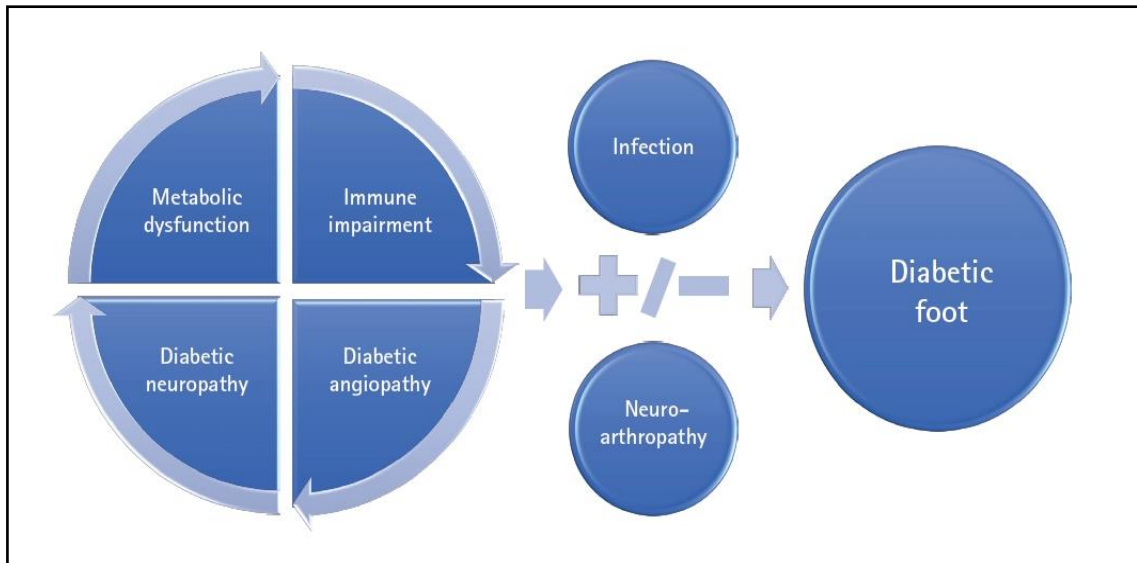 Metabolic
dysfunction
Immune
impairment
Diabetic
neuropathy
Diabetic
angiopathy
Infection
+/−
Neuro-
arthropathy
Diabetic
foot